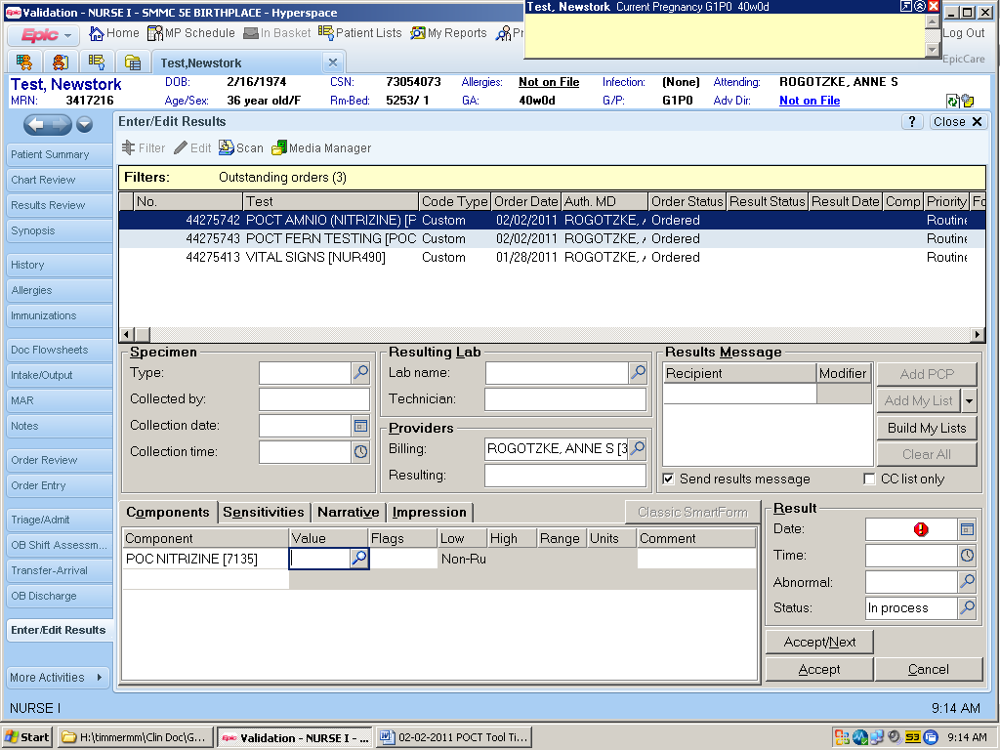 Validation - NURSE I - SMMC 5E BIRTHPLACE - Hyperspace
Test, Newstork Current Pregnancy G1P0 40w0d
Epic Home MP Schedule In Basket Patient Lists My Reports Log Out
EpicCare
Test,Newstork
Test, Newstork DOB: 2/16/1974 CSN: 73054073 Allergies: Not on File Infection: (None) Attending: ROGOTZKE, ANNE S
MRN: 3417216 Age/Sex: 36 year old/F Rm-Bed: 5253/ 1 GA: 40w0d G/P: G1P0 Adv Dir: Not on File
Enter/Edit Results ? Close
Filter Edit Scan Media Manager
Filters: Outstanding orders (3)
No. Test Code Type Order Date Auth. MD Order Status Result Status Result Date Comp Priority Fo
44275742 POCT AMNIO (NITRIZINE) [P Custom 02/02/2011 ROGOTZKE, Ordered Routine
44275743 POCT FERN TESTING [POC Custom 02/02/2011 ROGOTZKE, Ordered Routine
44275413 VITAL SIGNS [NUR490] Custom 01/28/2011 ROGOTZKE, Ordered Routine
Patient Summary
Chart Review
Results Review
Synopsis
History
Allergies
Immunizations
Doc Flowsheets
Intake/Output
MAR
Notes
Order Review
Order Entry
Triage/Admit
OB Shift Assessm...
Transfer-Arrival
OB Discharge
Enter/Edit Results
More Activities
Specimen
Type:
Collected by:
Collection date:
Collection time:
Resulting Lab
Lab name:
Technician:
Providers
Billing: ROGOTZKE, ANNE S [3
Resulting:
Results Message
Recipient Modifier
Add PCP
Add My List
Build My Lists
Clear All
Send results message CC list only
Components Sensitivities Narrative Impression Classic SmartForm
Component Value Flags Low High Range Units Comment
POC NITRIZINE [7135] Non-Ru
Result
Date:
Time:
Abnormal:
Status: In process
Accept/Next
Accept Cancel
NURSE I 9:14 AM
Start H:\timmermm\Clin Doc\G... Validation - NURSE I - ... 02-02-2011 POCT Tool Ti... 53 9:14 AM